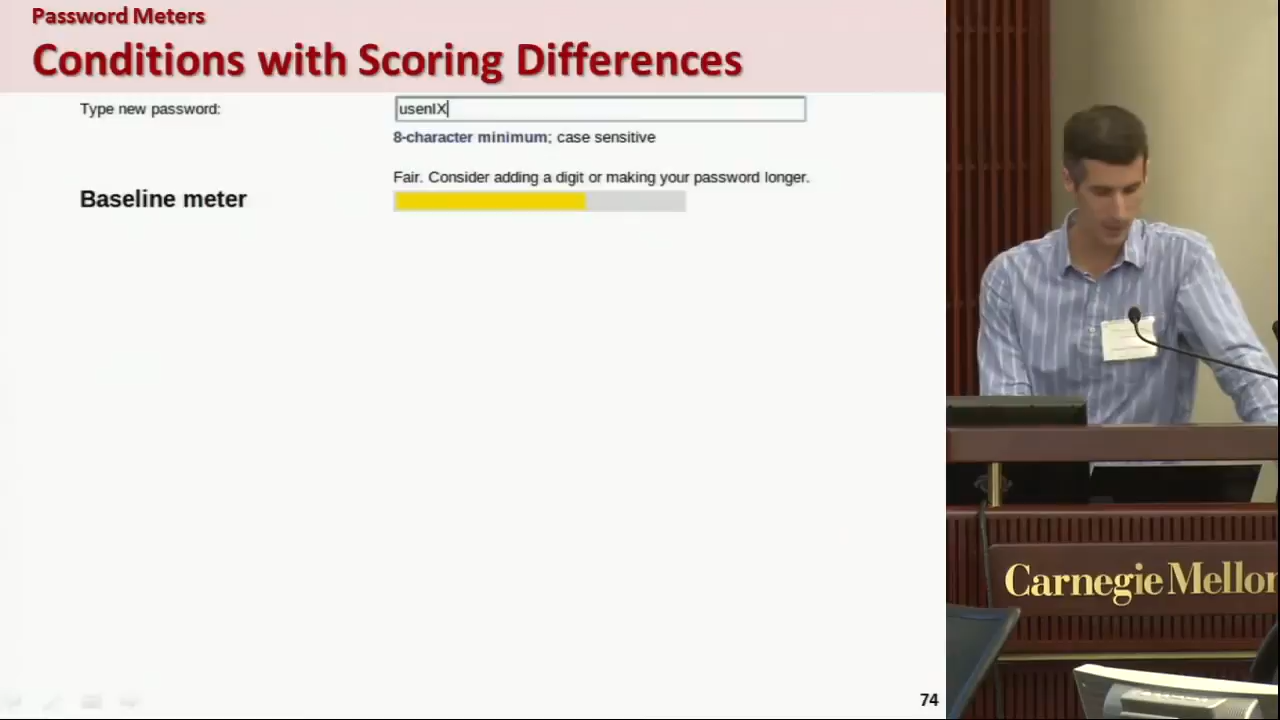 Password Meters
Conditions with Scoring Differences
Type new password:
usenIX
8-character minimum; case sensitive
Fair. Consider adding a digit or making your password longer.
Baseline meter
74
Carnegie Mellon